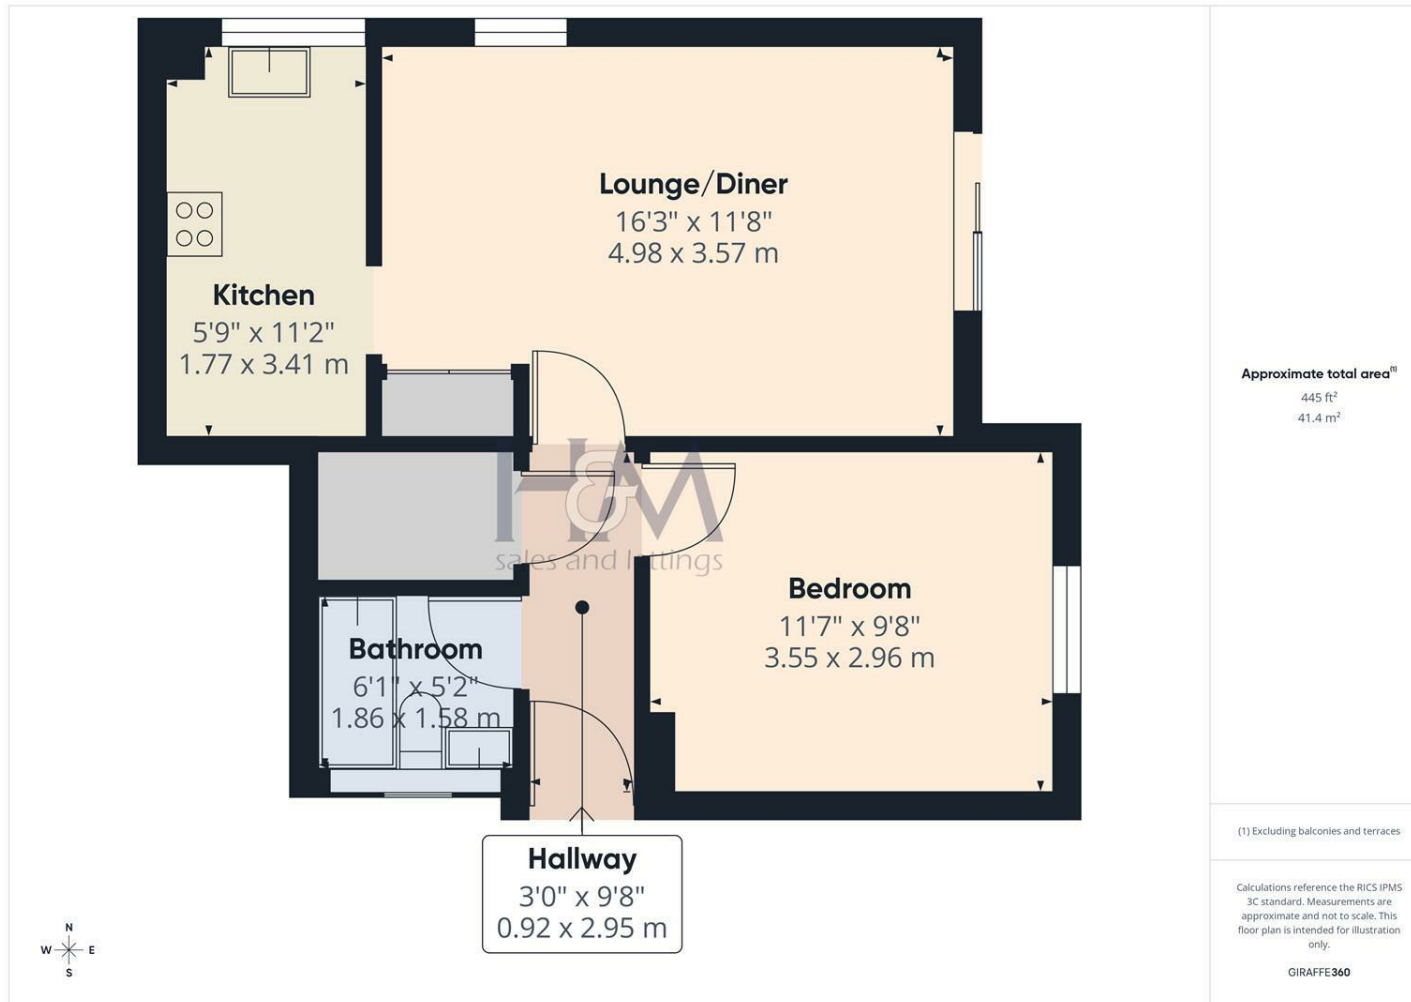 Lounge/Diner
16'3" x 11'8"
4.98 x 3.57 m
Kitchen
5'9" x 11'2"
1.77 x 3.41 m
H&M
sales and lettings
Bedroom
11'7" x 9'8"
3.55 x 2.96 m
Bathroom
6'1" x 5'2"
1.86 x 1.58 m
Hallway
3'0" x 9'8"
0.92 x 2.95 m
N
W E
S
Approximate total area(1)
445 ft²
41.4 m²
(1) Excluding balconies and terraces
Calculations reference the RICS IPMS
3C standard. Measurements are
approximate and not to scale. This
floor plan is intended for illustration
only.
GIRAFFE360